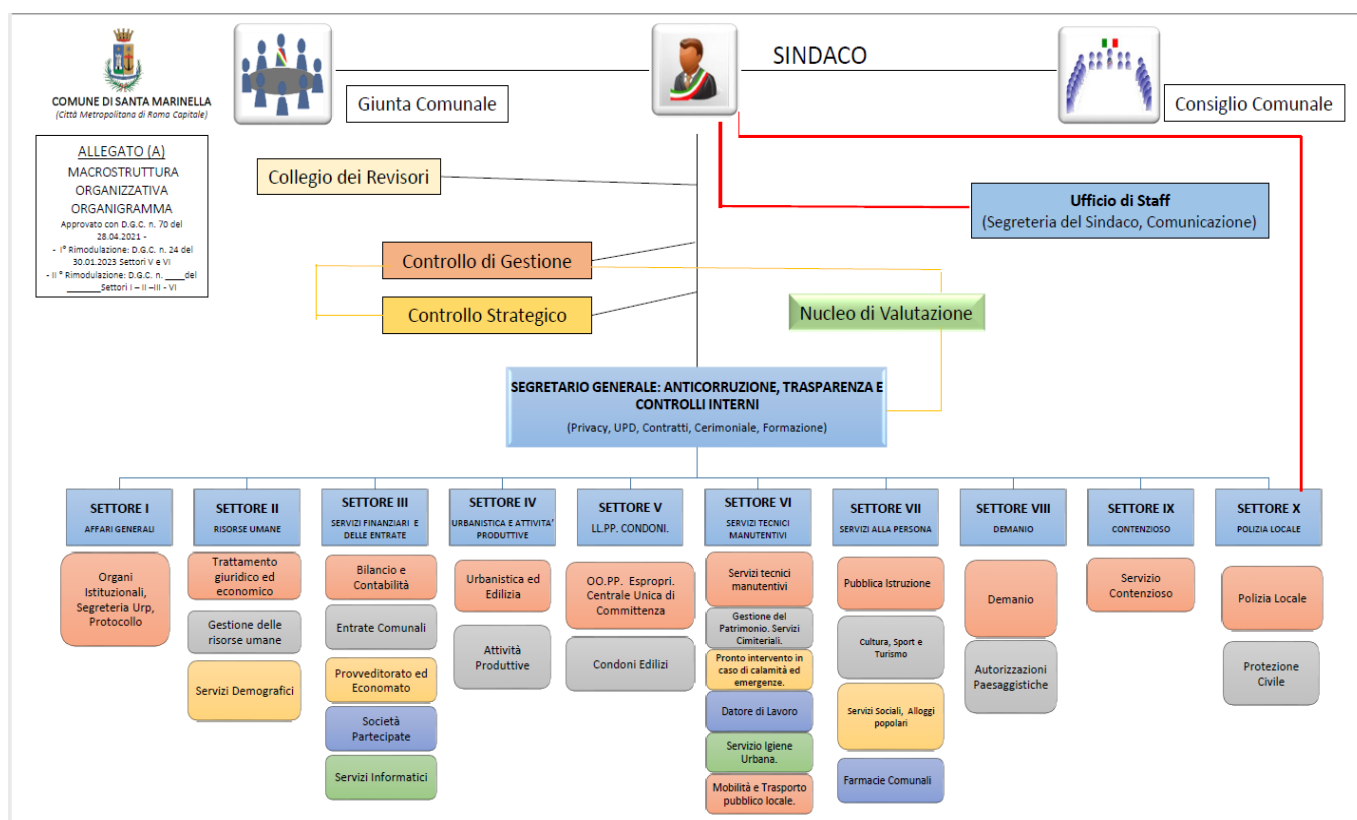 SINDACO
COMUNE DI SANTA MARINELLA
(Città Metropolitana di Roma Capitale)
Giunta Comunale
Consiglio Comunale
ALLEGATO (A)
MACROSTRUTTURA
ORGANIZZATIVA
ORGANIGRAMMA
Approvato con D.G.C. n. 70 del
28.04.2021 -
- I° Rimodulazione: D.G.C. n. 24 del
30.01.2023 Settori V e VI
- II ° Rimodulazione: D.G.C. n. ____del
_______Settori I – II –III - VI
Collegio dei Revisori
Ufficio di Staff
(Segreteria del Sindaco, Comunicazione)
Controllo di Gestione
Controllo Strategico
Nucleo di Valutazione
SEGRETARIO GENERALE: ANTICORRUZIONE, TRASPARENZA E
CONTROLLI INTERNI
(Privacy, UPD, Contratti, Cerimoniale, Formazione)
SETTORE I
AFFARI GENERALI
Organi
Istituzionali,
Segreteria Urp,
Protocollo
SETTORE II
RISORSE UMANE
Trattamento
giuridico ed
economico
Gestione delle
risorse umane
Servizi Demografici
SETTORE III
SERVIZI FINANZIARI E
DELLE ENTRATE
Bilancio e
Contabilità
Entrate Comunali
Provveditorato ed
Economato
Società
Partecipate
Servizi Informatici
SETTORE IV
URBANISTICA E ATTIVITA'
PRODUTTIVE
Urbanistica ed
Edilizia
Attività
Produttive
SETTORE V
LL.PP. CONDONI.
OO.PP. Espropri.
Centrale Unica di
Committenza
Condoni Edilizi
SETTORE VI
SERVIZI TECNICI
MANUTENTIVI
Servizi tecnici
manutentivi
Gestione del
Patrimonio. Servizi
Cimiteriali.
Pronto intervento in
caso di calamità ed
emergenze.
Datore di Lavoro
Servizio Igiene
Urbana.
Mobilità e Trasporto
pubblico locale.
SETTORE VII
SERVIZI ALLA PERSONA
Pubblica Istruzione
Cultura, Sport e
Turismo
Servizi Sociali, Alloggi
popolari
Farmacie Comunali
SETTORE VIII
DEMANIO
Demanio
Autorizzazioni
Paesaggistiche
SETTORE IX
CONTENZIOSO
Servizio
Contenzioso
SETTORE X
POLIZIA LOCALE
Polizia Locale
Protezione
Civile